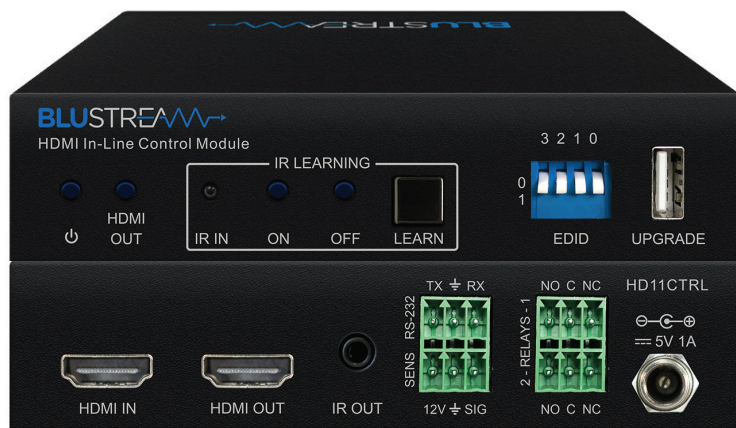 BLUSTREAM
BLUSTREAM
HDMI In-Line Control Module
IR LEARNING
3 2 1 0
0
1
HDMI
OUT
IR IN
ON
OFF
LEARN
EDID
UPGRADE
TX RX
NO C NC
HD11CTRL
RS-232
SENS
2 - RELAYS - 1
5V 1A
HDMI IN
HDMI OUT
IR OUT
12V SIG
NO C NC